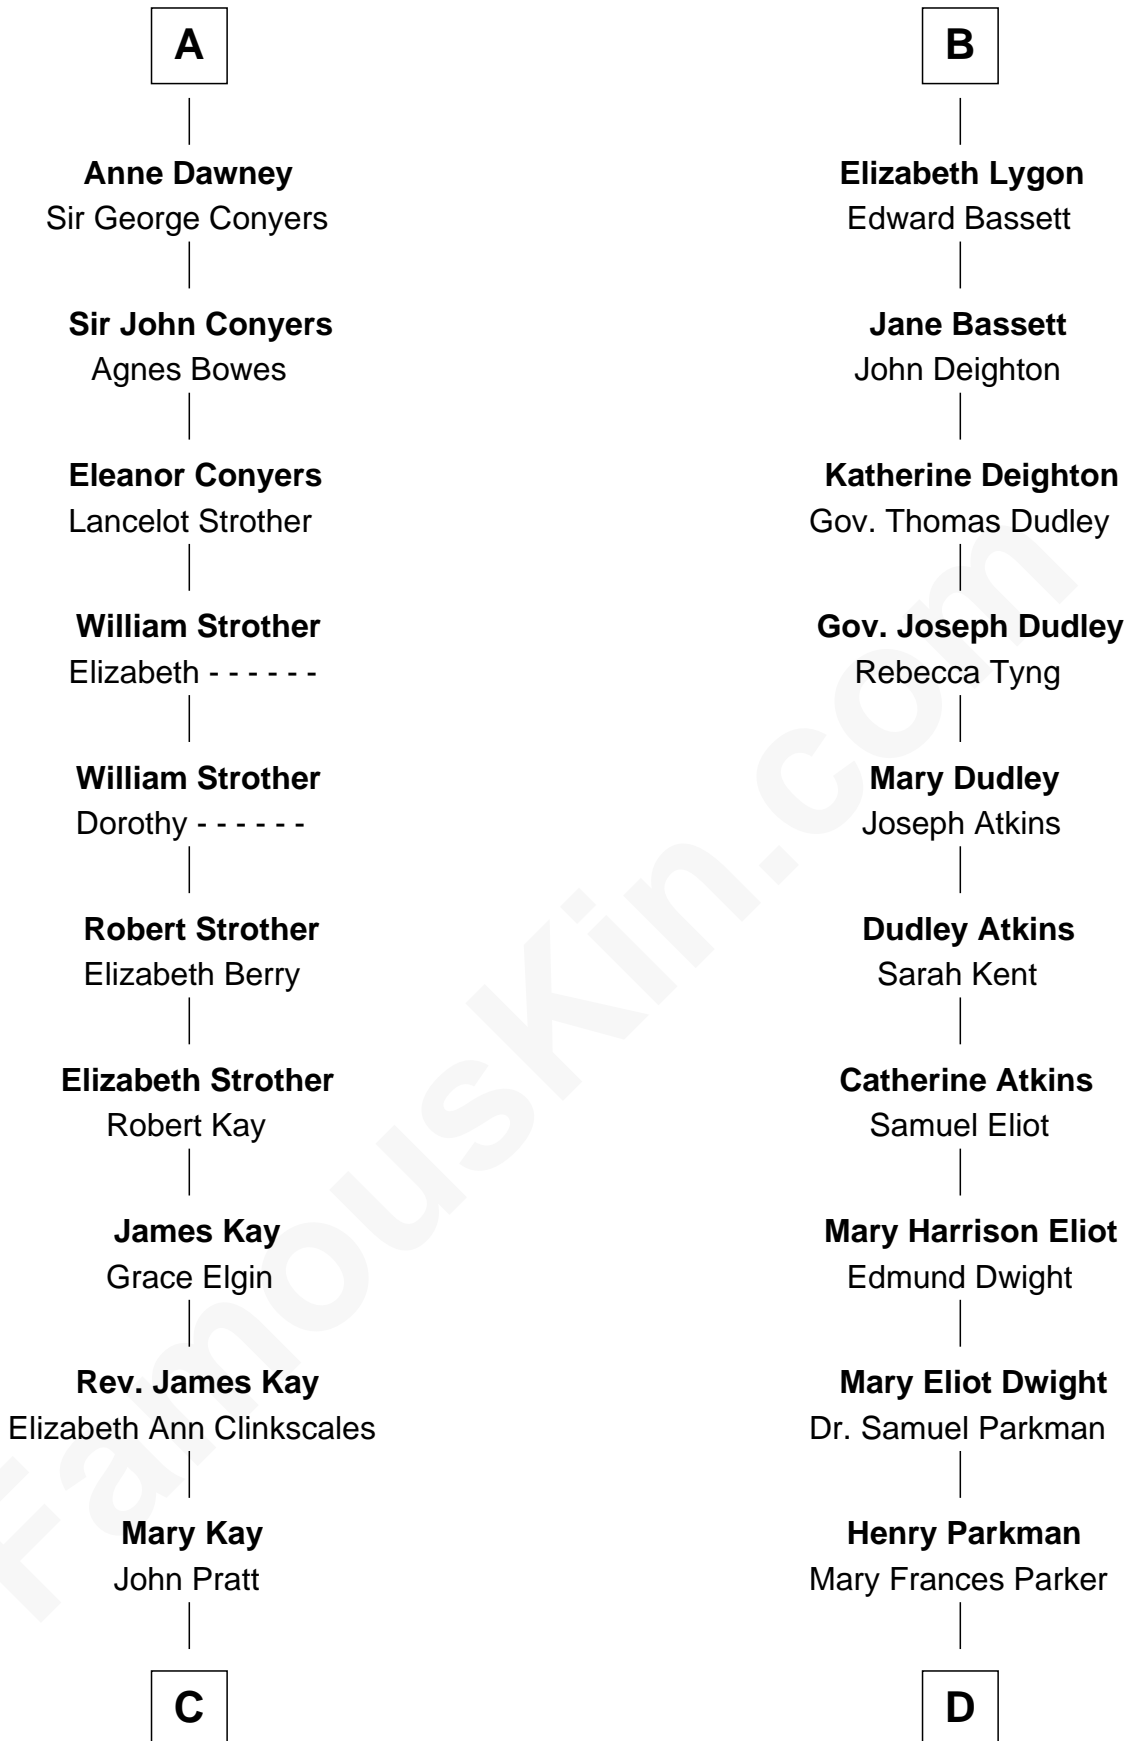 A
Anne Dawney
Sir George Conyers
Sir John Conyers
Agnes Bowes
Eleanor Conyers
Lancelot Strother
William Strother
Elizabeth - - - - - -
William Strother
Dorothy - - - - - -
Robert Strother
Elizabeth Berry
Elizabeth Strother
Robert Kay
James Kay
Grace Elgin
Rev. James Kay
Elizabeth Ann Clinkscales
Mary Kay
John Pratt
C
B
Elizabeth Lygon
Edward Bassett
Jane Bassett
John Deighton
Katherine Deighton
Gov. Thomas Dudley
Gov. Joseph Dudley
Rebecca Tyng
Mary Dudley
Joseph Atkins
Dudley Atkins
Sarah Kent
Catherine Atkins
Samuel Eliot
Mary Harrison Eliot
Edmund Dwight
Mary Eliot Dwight
Dr. Samuel Parkman
Henry Parkman
Mary Frances Parker
D
FamousKin.com